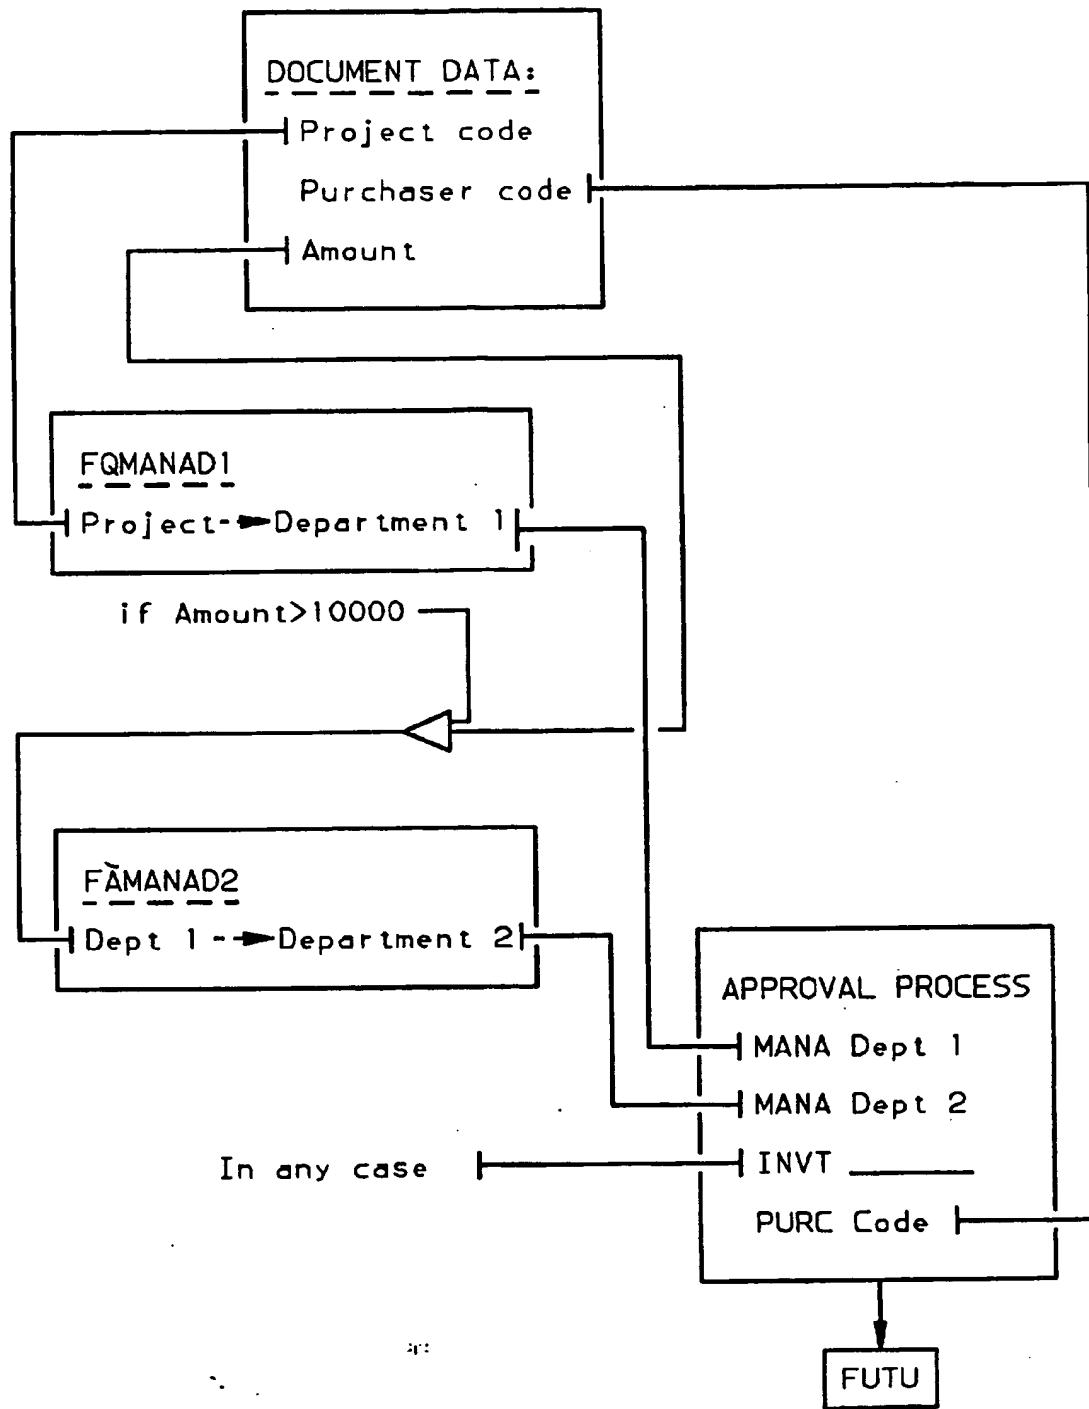 DOCUMENT DATA:
Project code
Purchaser code
Amount
FQMANAD1
Project Department 1
if Amount>10000
FÀMANAD2
Dept 1 Department 2
APPROVAL PROCESS
MANA Dept 1
MANA Dept 2
In any case
INVT
PURC Code
FUTU